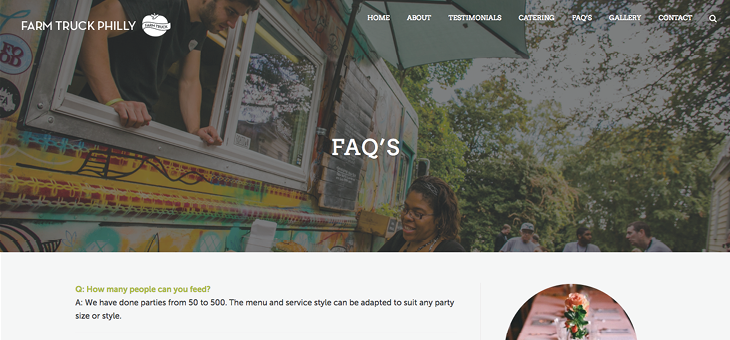 FARM TRUCK PHILLY
FARM TRUCK
HOME ABOUT TESTIMONIALS CATERING FAQ'S GALLERY CONTACT
FAQ'S
Q: How many people can you feed?
A: We have done parties from 50 to 500. The menu and service style can be adapted to suit any party
size or style.